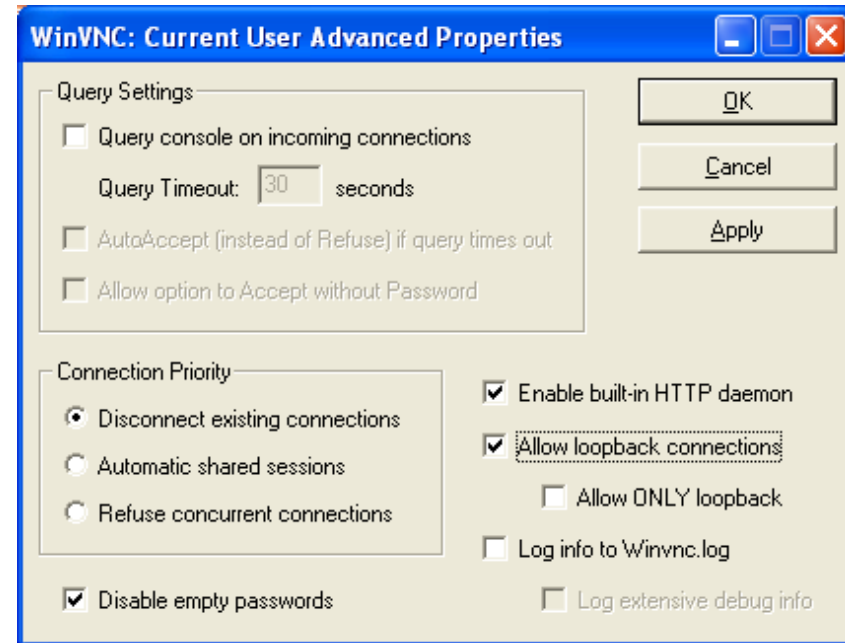 WinVNC: Current User Advanced Properties
Query Settings
Query console on incoming connections
Query Timeout: 30 seconds
AutoAccept (instead of Refuse) if query times out
Allow option to Accept without Password
OK
Cancel
Apply
Connection Priority
Disconnect existing connections
Automatic shared sessions
Refuse concurrent connections
Enable built-in HTTP daemon
Allow loopback connections
Allow ONLY loopback
Log info to Winvnc.log
Log extensive debug info
Disable empty passwords